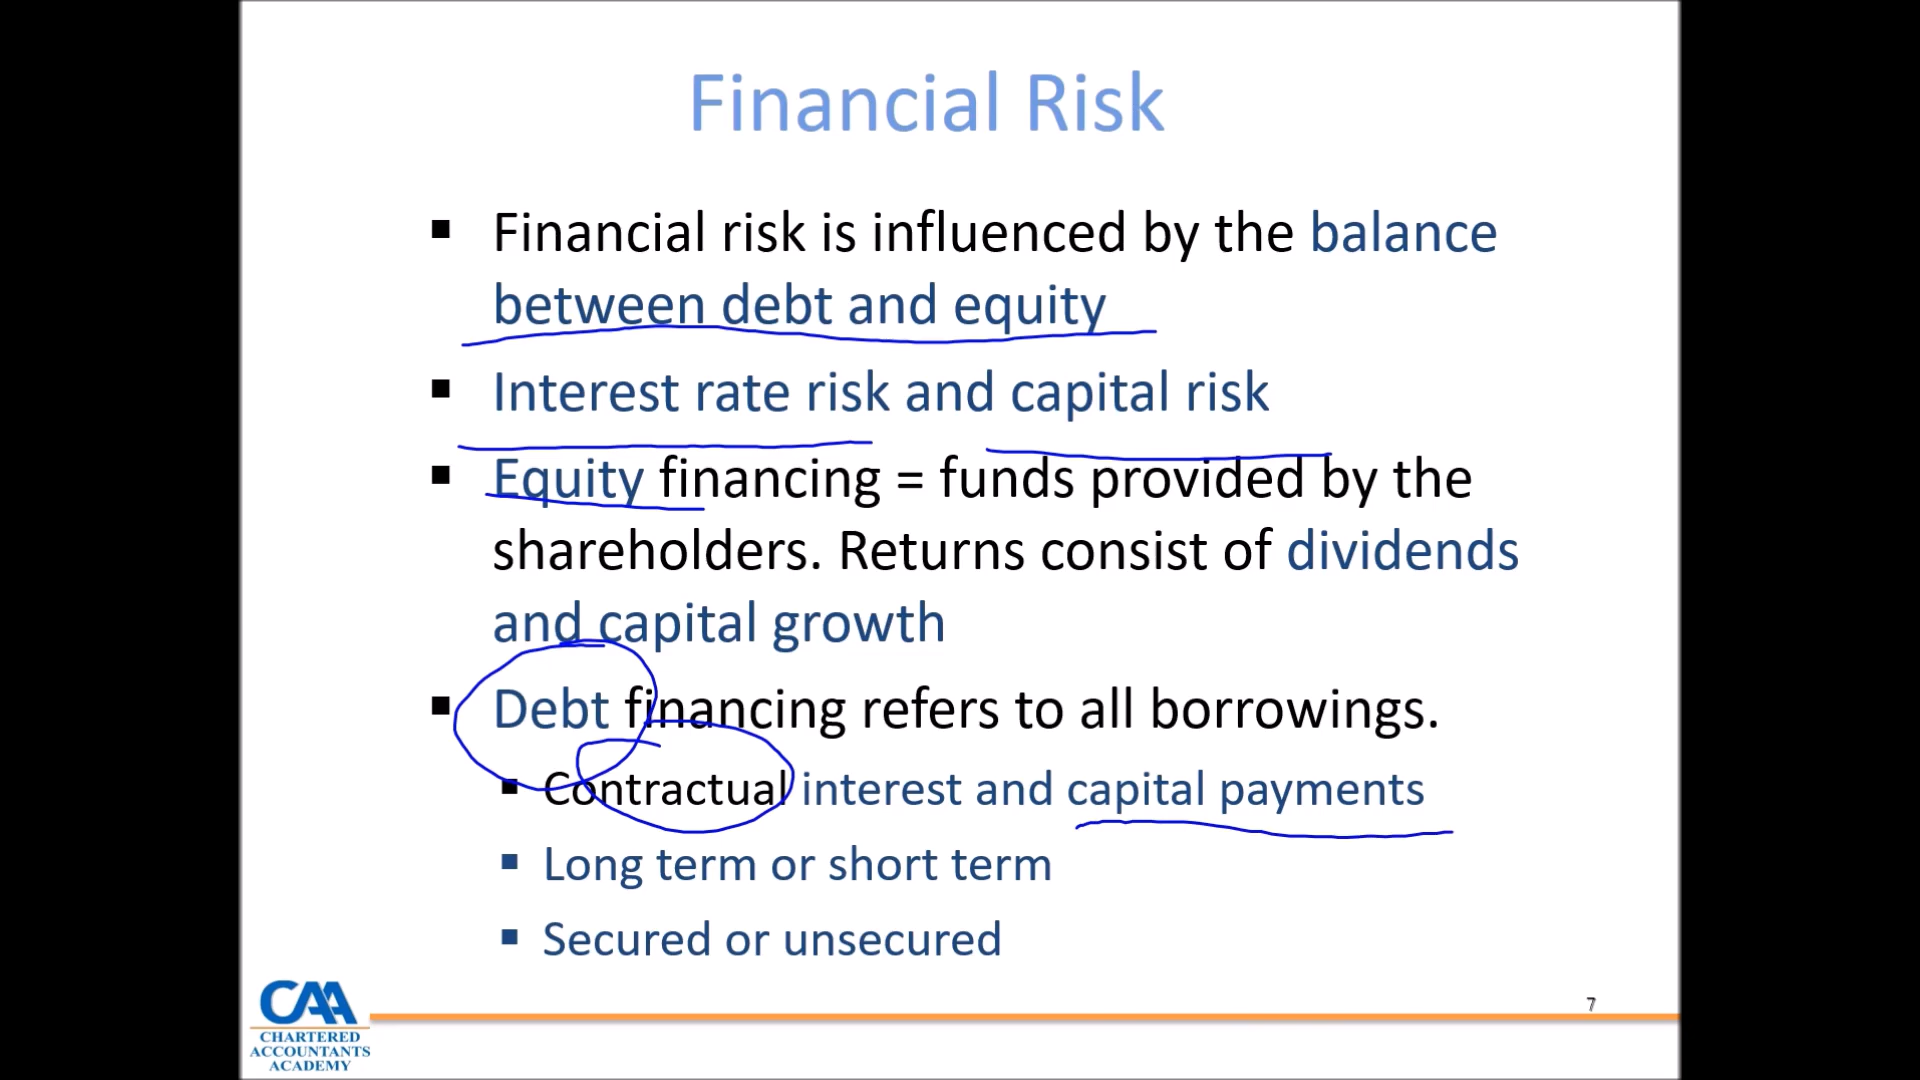 Financial Risk
▪ Financial risk is influenced by the balance
between debt and equity
▪ Interest rate risk and capital risk
▪ Equity financing = funds provided by the
shareholders. Returns consist of dividends
and capital growth
▪ Debt financing refers to all borrowings.
▪ Contractual interest and capital payments
▪ Long term or short term
▪ Secured or unsecured
CAA
CHARTERED
ACCOUNTANTS
ACADEMY
7